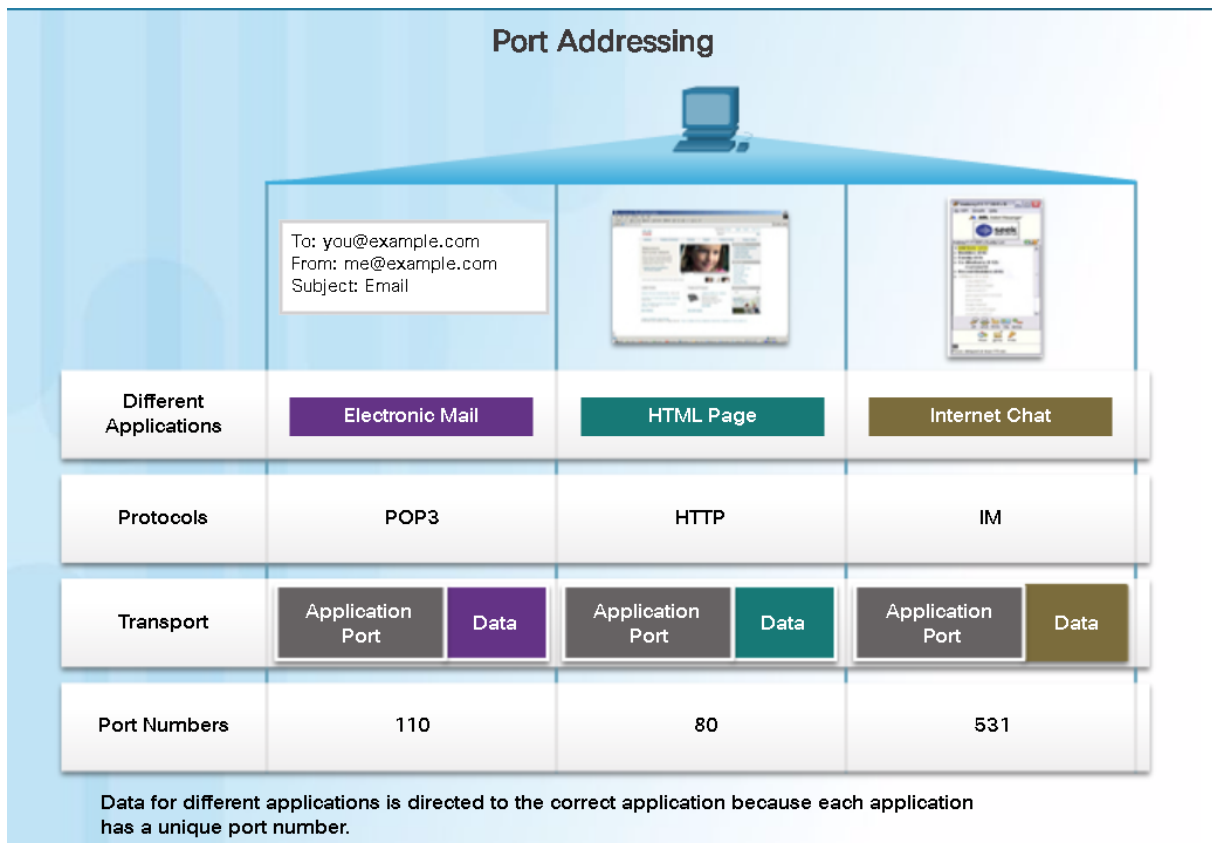 Port Addressing
To: you@example.com
From: me@example.com
Subject: Email
seek
Different
Applications
Electronic Mail
HTML Page
Internet Chat
Protocols
POP3
HTTP
IM
Transport
Application
Port
Data
Application
Port
Data
Application
Port
Data
Port Numbers
110
80
531
Data for different applications is directed to the correct application because each application
has a unique port number.